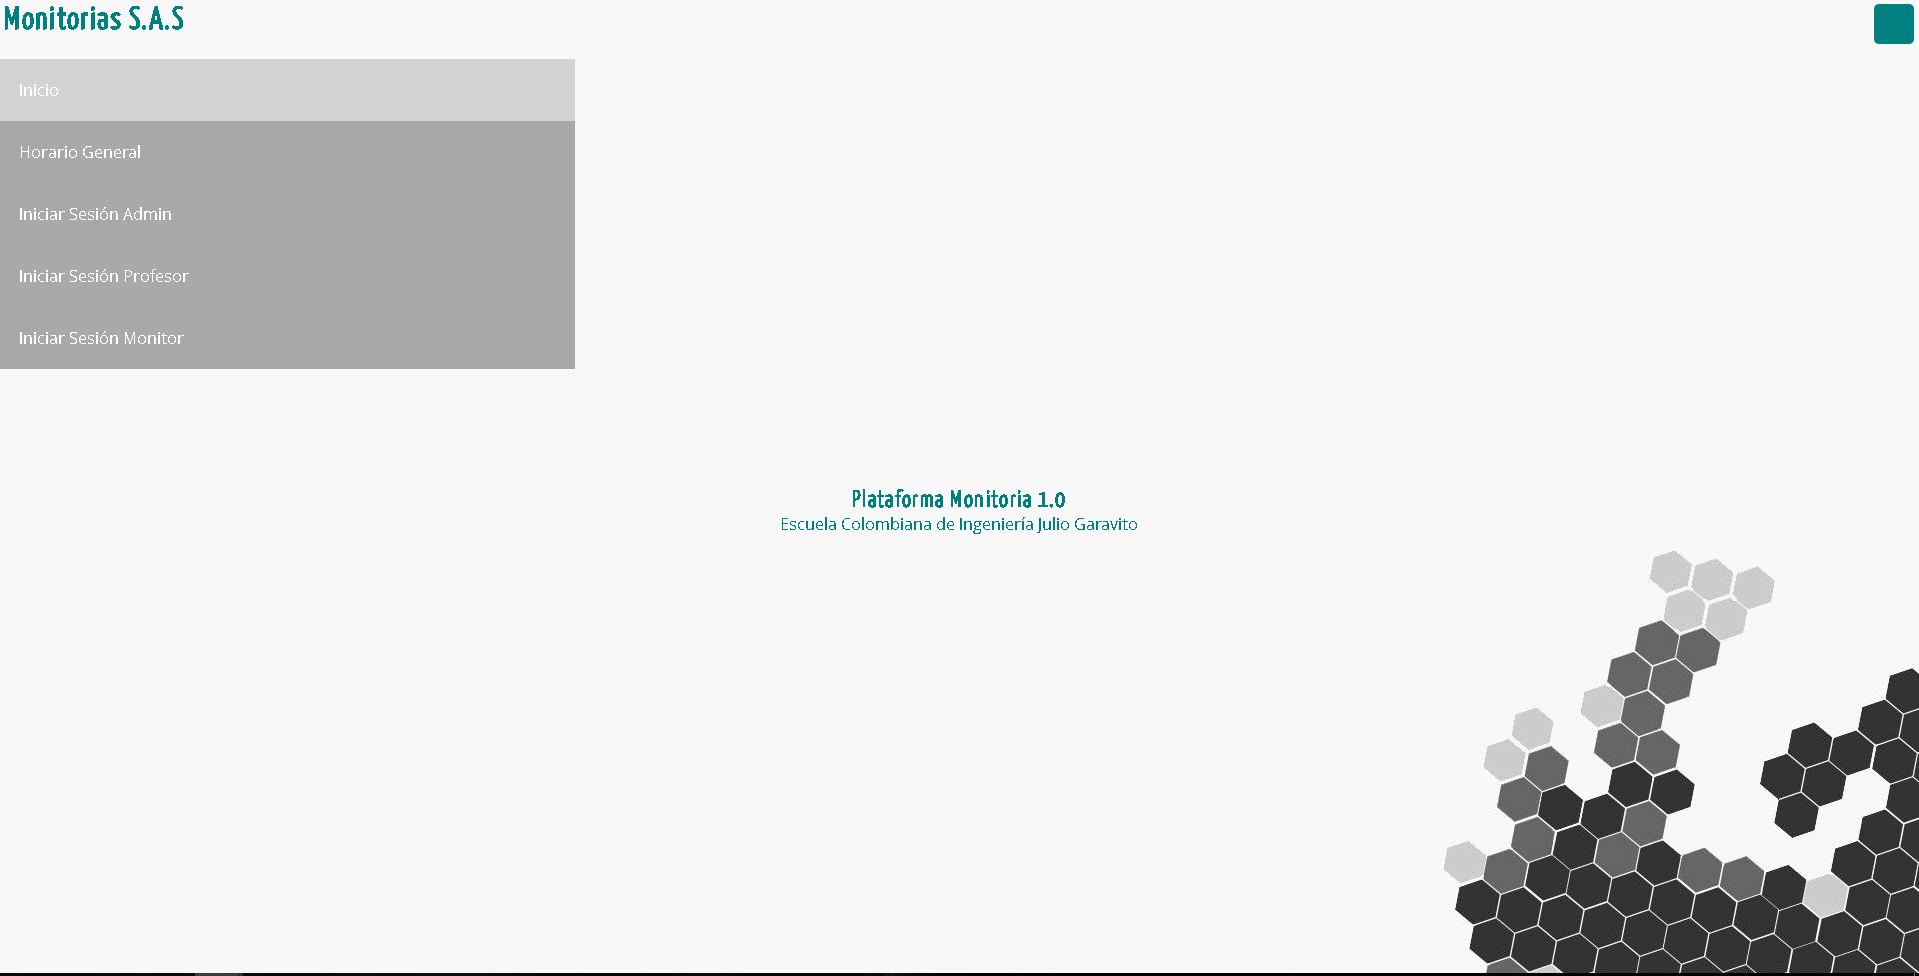 Monitorias S.A.S
Inicio
Horario General
Iniciar Sesión Admin
Iniciar Sesión Profesor
Iniciar Sesión Monitor
Plataforma Monitoria 1.0
Escuela Colombiana de Ingeniería Julio Garavito